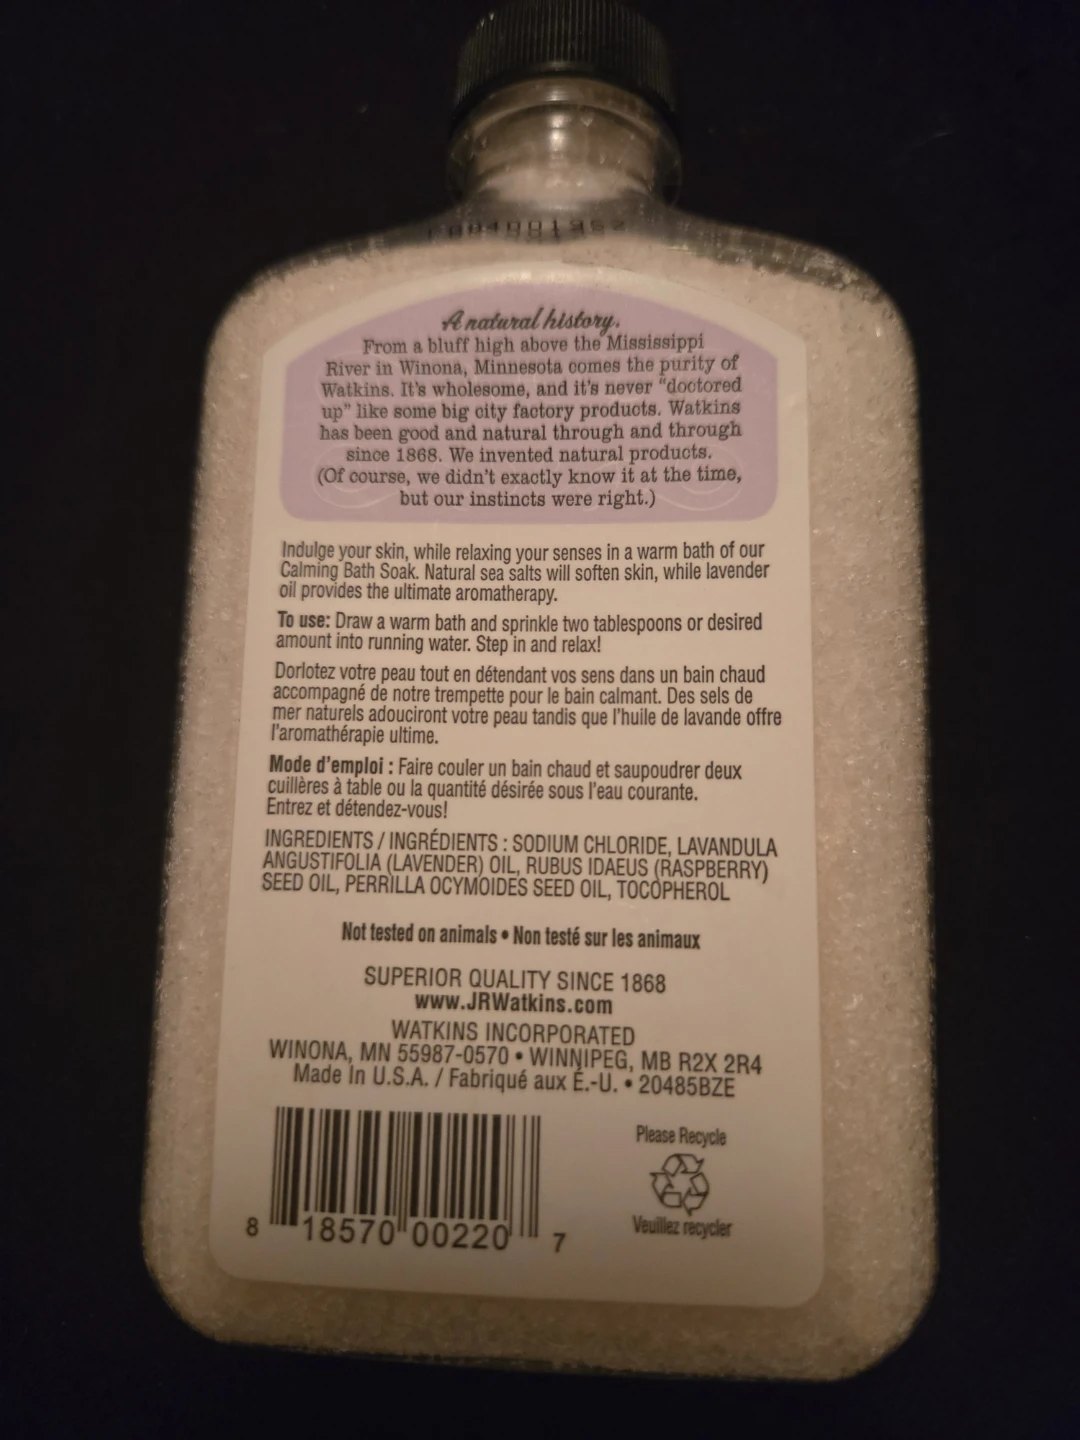 A natural history.
From a bluff high above the Mississippi
River in Winona, Minnesota comes the purity of
Watkins. It's wholesome, and it's never "doctored
up" like some big city factory products. Watkins
has been good and natural through and through
since 1868. We invented natural products.
(Of course, we didn't exactly know it at the time,
but our instincts were right.)
Indulge your skin, while relaxing your senses in a warm bath of our
Calming Bath Soak. Natural sea salts will soften skin, while lavender
oil provides the ultimate aromatherapy.
To use: Draw a warm bath and sprinkle two tablespoons or desired
amount into running water. Step in and relax!
Dorlotez votre peau tout en détendant vos sens dans un bain chaud
accompagné de notre trempette pour le bain calmant. Des sels de
mer naturels adouciront votre peau tandis que l'huile de lavande offre
l'aromathérapie ultime.
Mode d'emploi : Faire couler un bain chaud et saupoudrer deux
cuillères à table ou la quantité désirée sous l'eau courante.
Entrez et détendez-vous!
INGREDIENTS / INGRÉDIENTS : SODIUM CHLORIDE, LAVANDULA
ANGUSTIFOLIA (LAVENDER) OIL, RUBUS IDAEUS (RASPBERRY)
SEED OIL, PERRILLA OCYMOIDES SEED OIL, TOCOPHEROL
Not tested on animals • Non testé sur les animaux
SUPERIOR QUALITY SINCE 1868
www.JRWatkins.com
WATKINS INCORPORATED
WINONA, MN 55987-0570 • WINNIPEG, MB R2X 2R4
Made In U.S.A. / Fabriqué aux É.-U. • 20485BZE
Please Recycle
Veuillez recycler
8 18570 00220 7